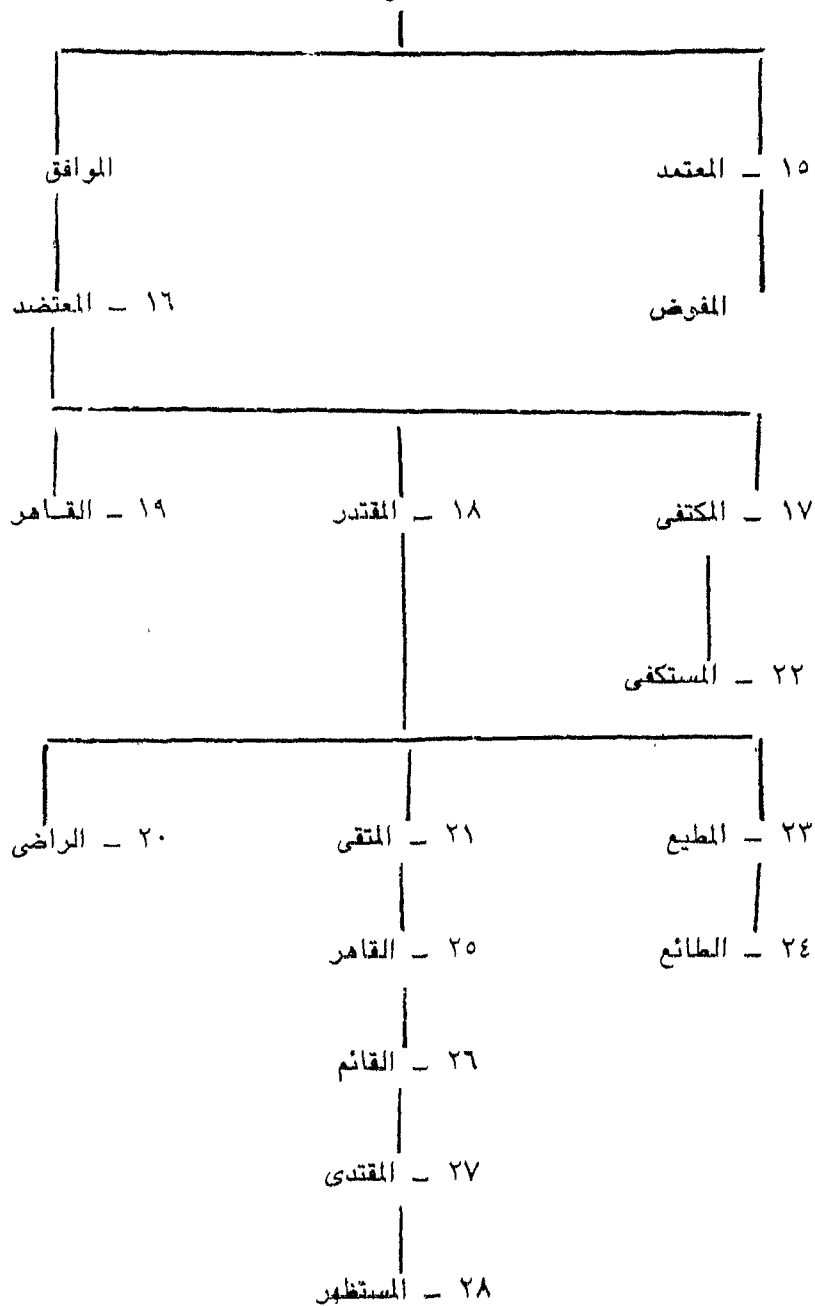 ١٥ ـ المعتمد
الموافق
المفوض
١٦ ـ المعتضد
١٧ ـ المكتفى
١٨ ـ المقتدر
١٩ ـ القاهر
٢٢ ـ المستكفى
٢٣ ـ المطيع
٢١ ـ المتقى
٢٠ ـ الراضى
٢٤ ـ الطائع
٢٥ ـ القاهر
٢٦ ـ القائم
٢٧ ـ المقتدى
٢٨ ـ المستظهر